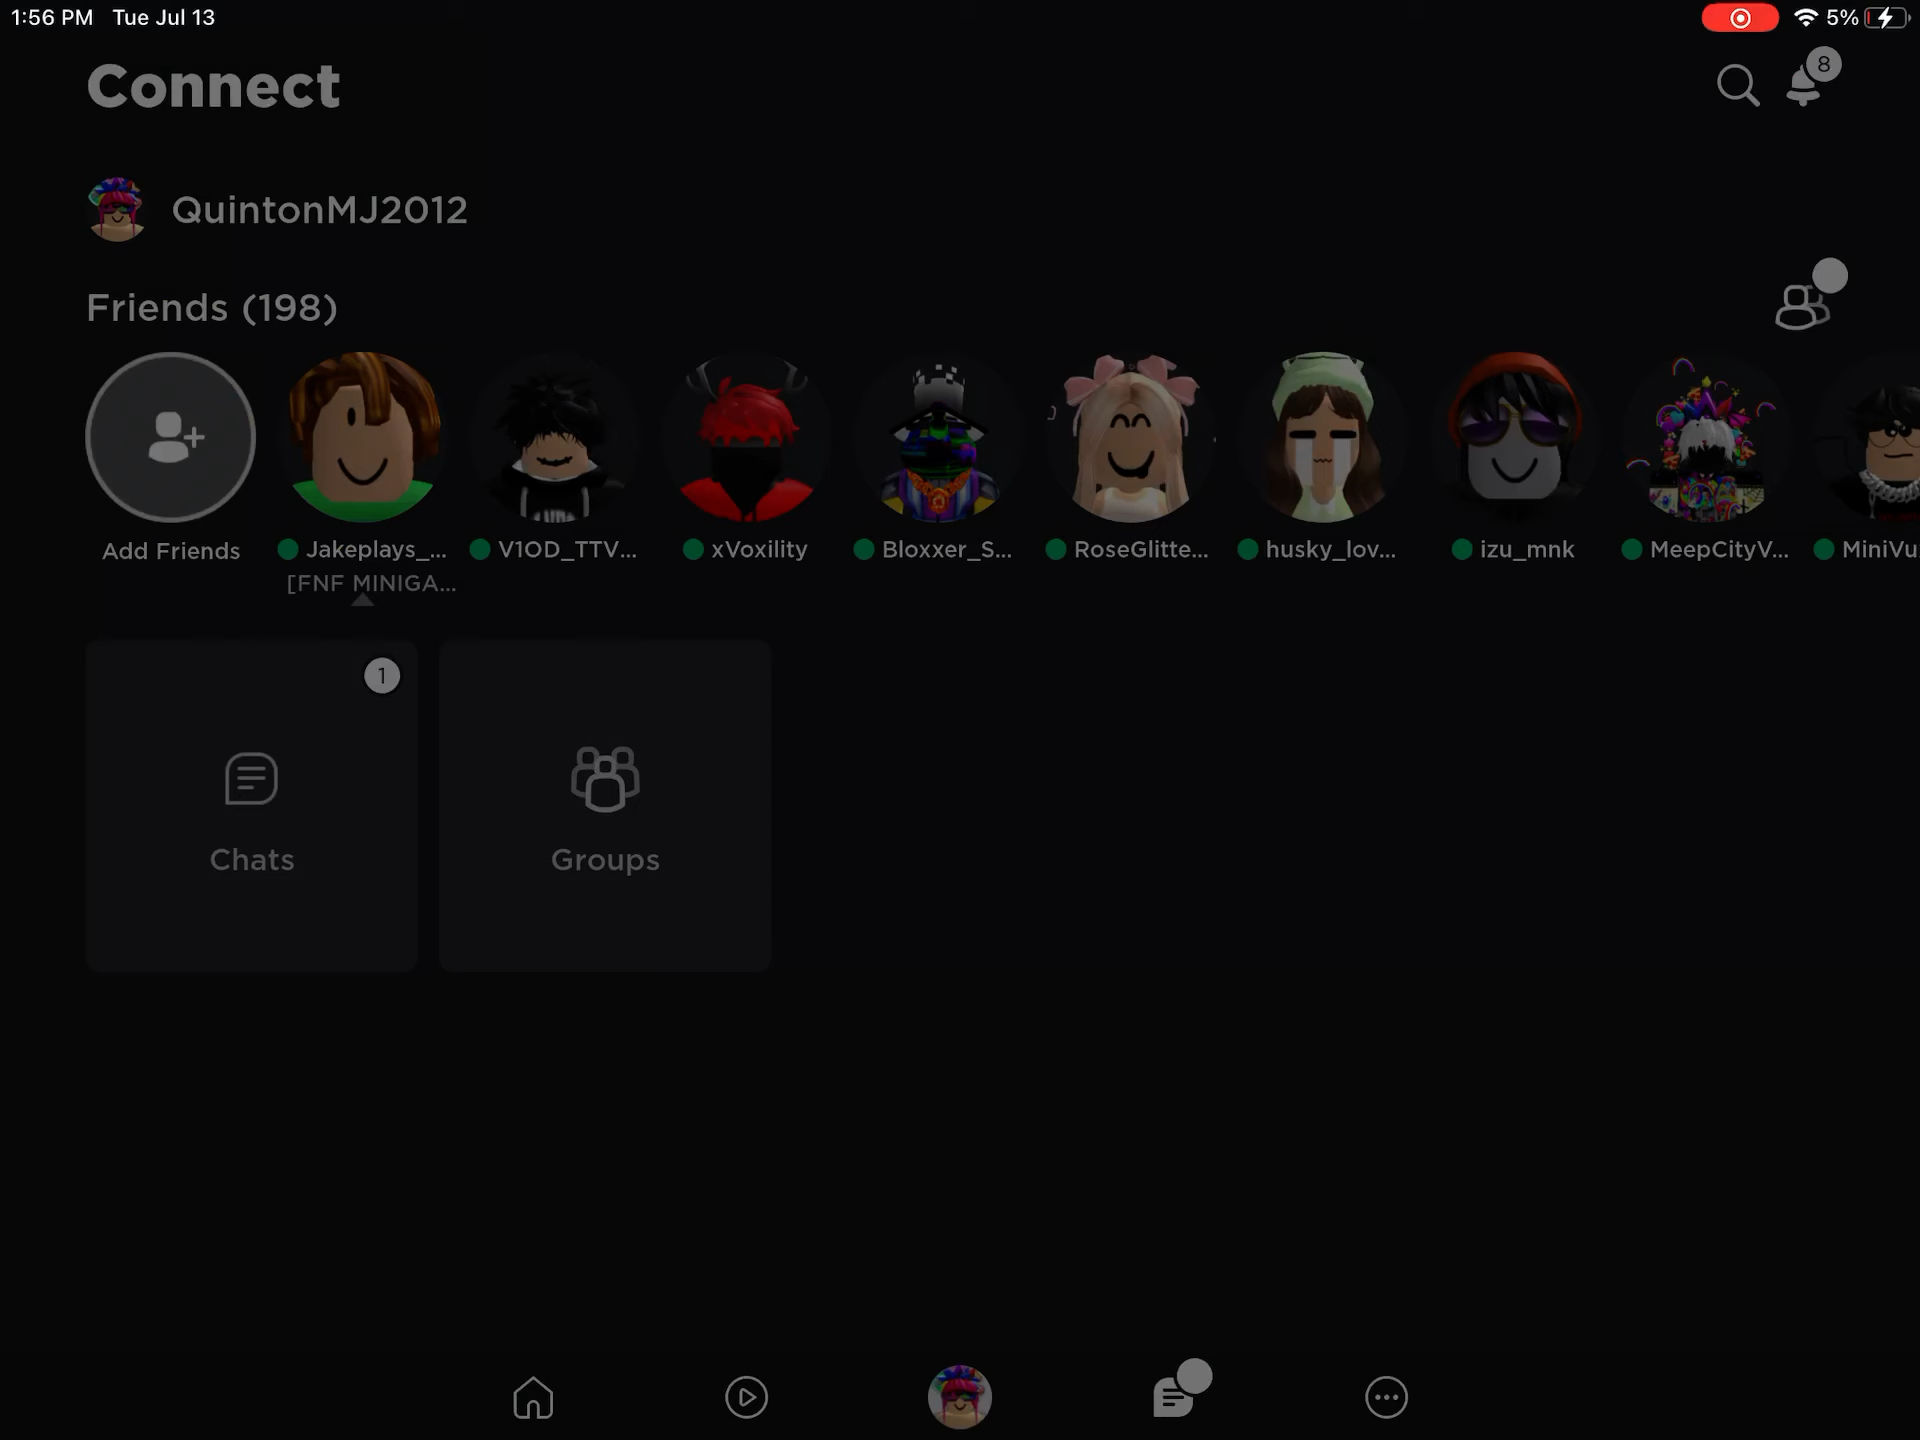 1:56 PM Tue Jul 13
5%
Connect
8
QuintonMJ2012
Friends (198)
Add Friends
Jakeplays_...
V1OD_TTV...
xVoxility
Bloxxer_S...
RoseGlitte...
husky_lov...
izu_mnk
MeepCityV...
MiniVu
[FNF MINIGA...
1
Chats
Groups